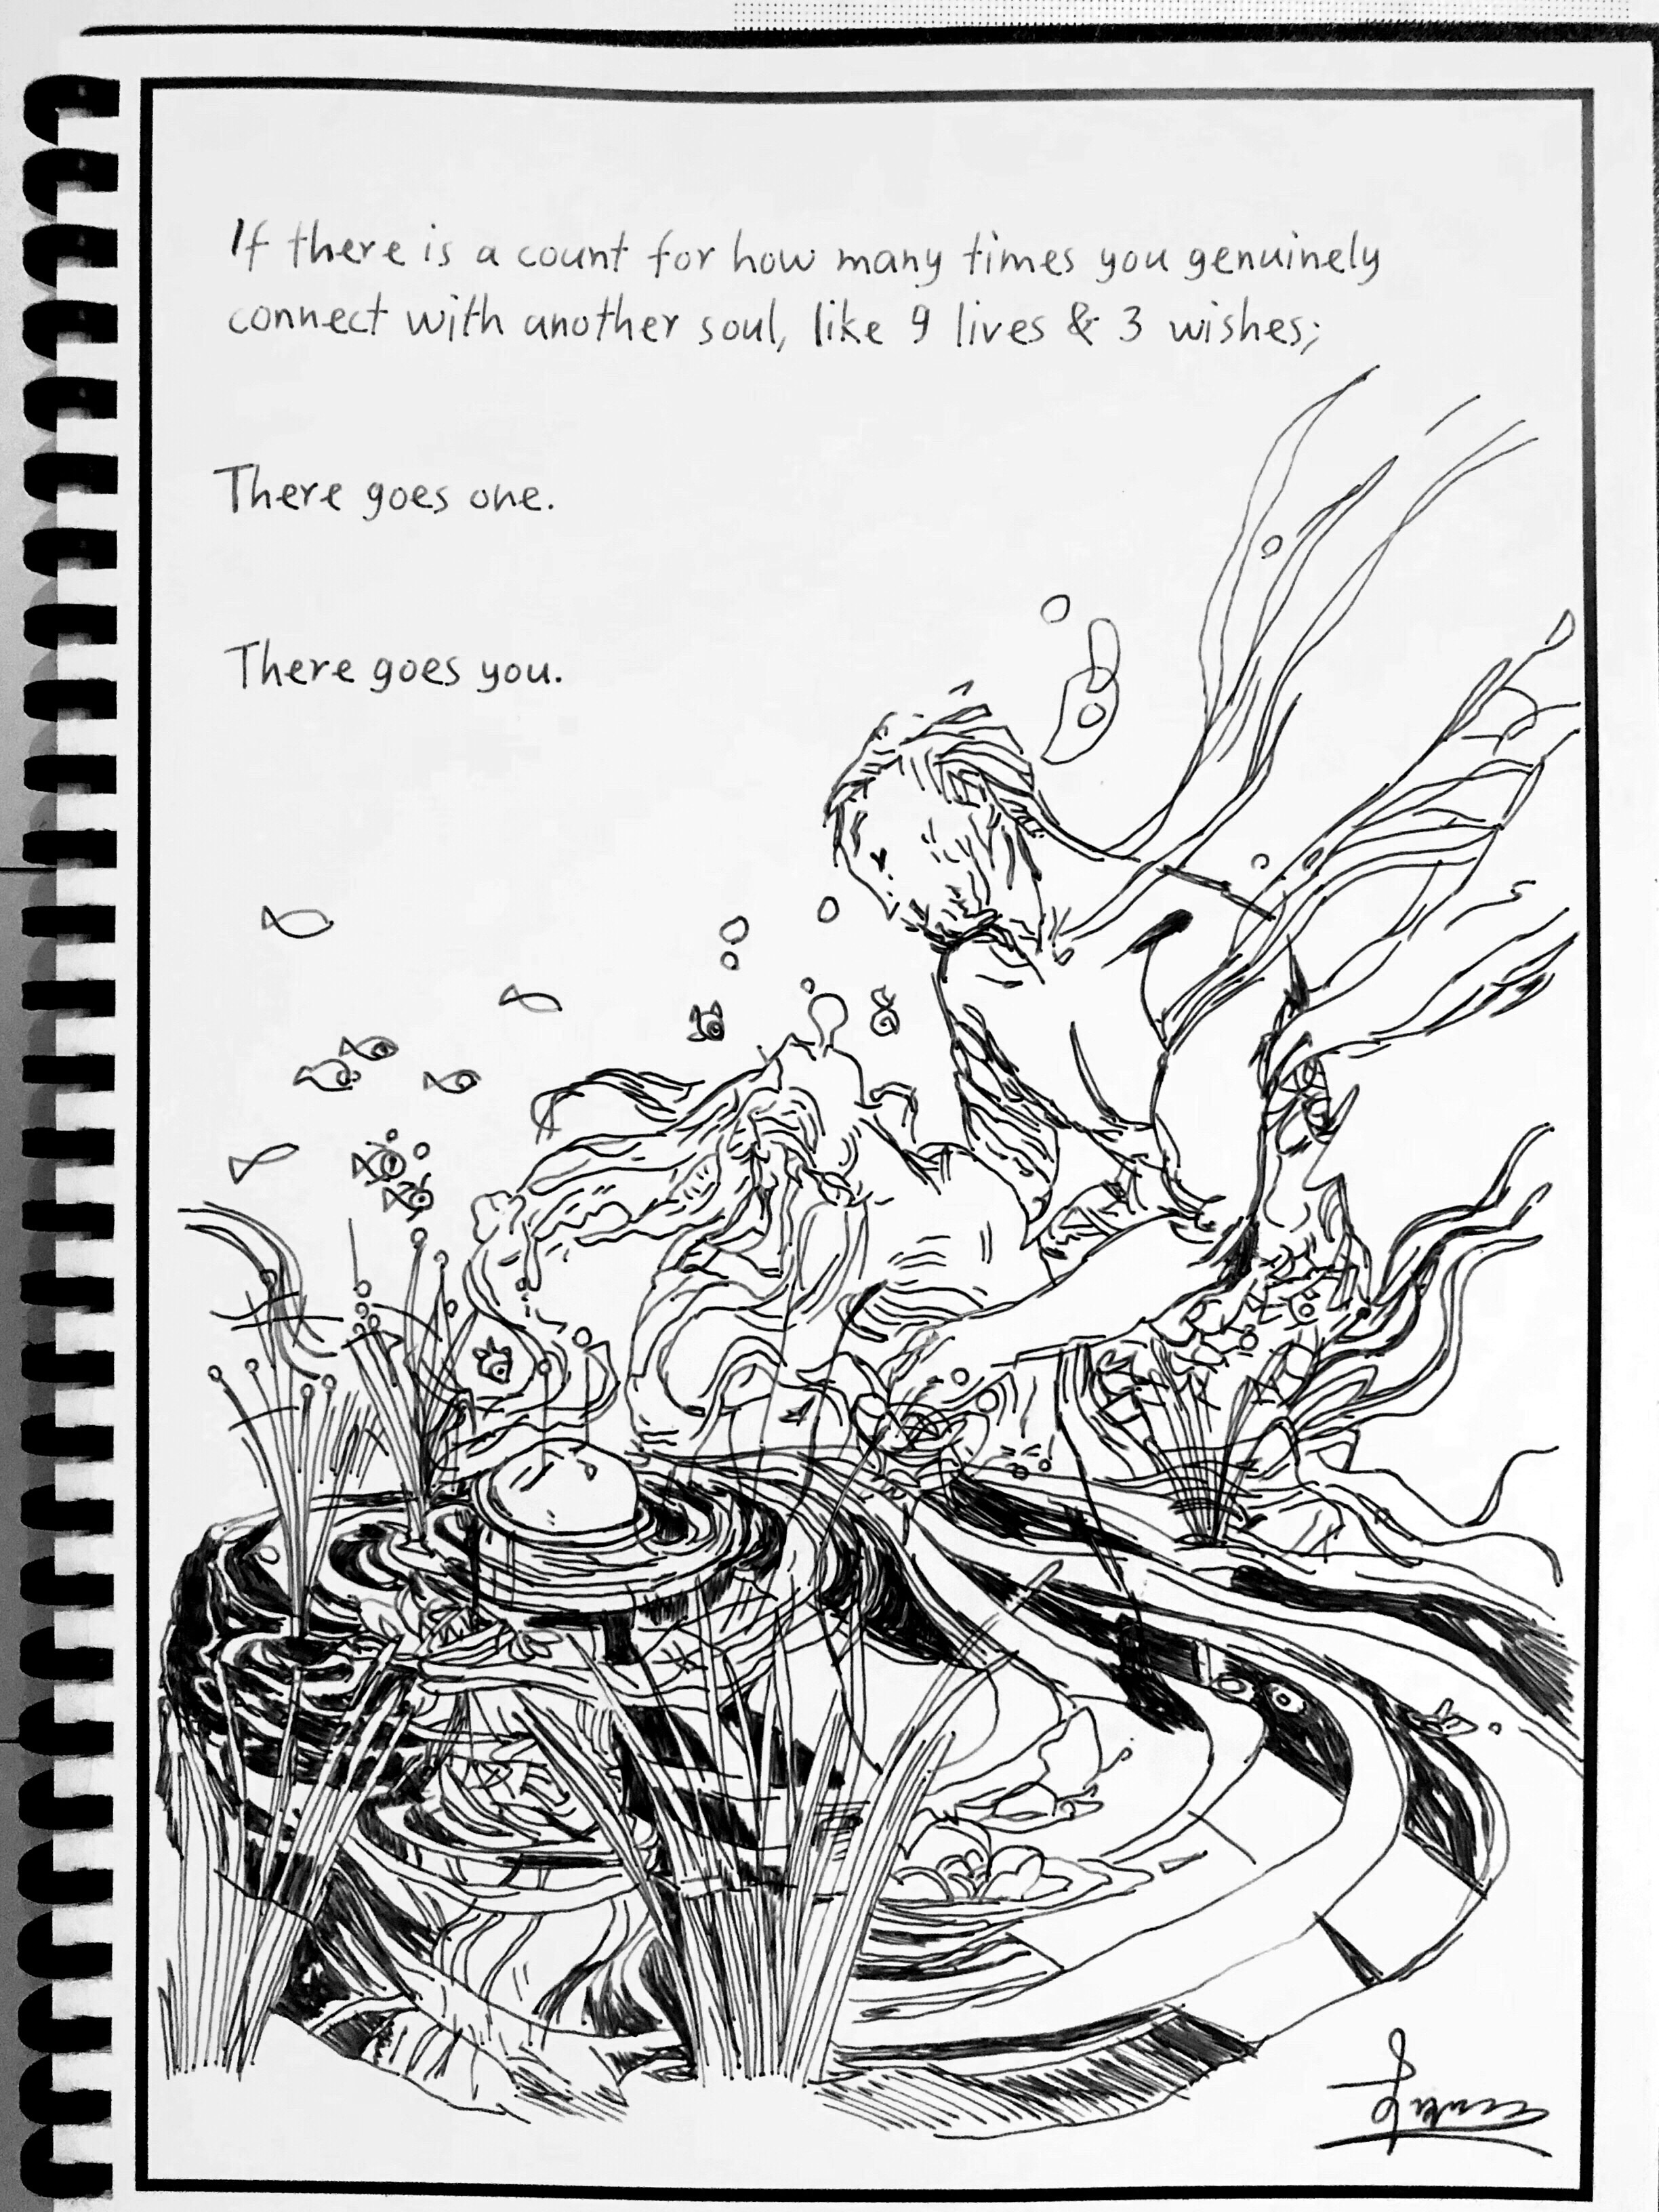 If there is a count for how many times you genuinely
connect with another soul, like 9 lives & 3 wishes;
There goes one.
There goes you.